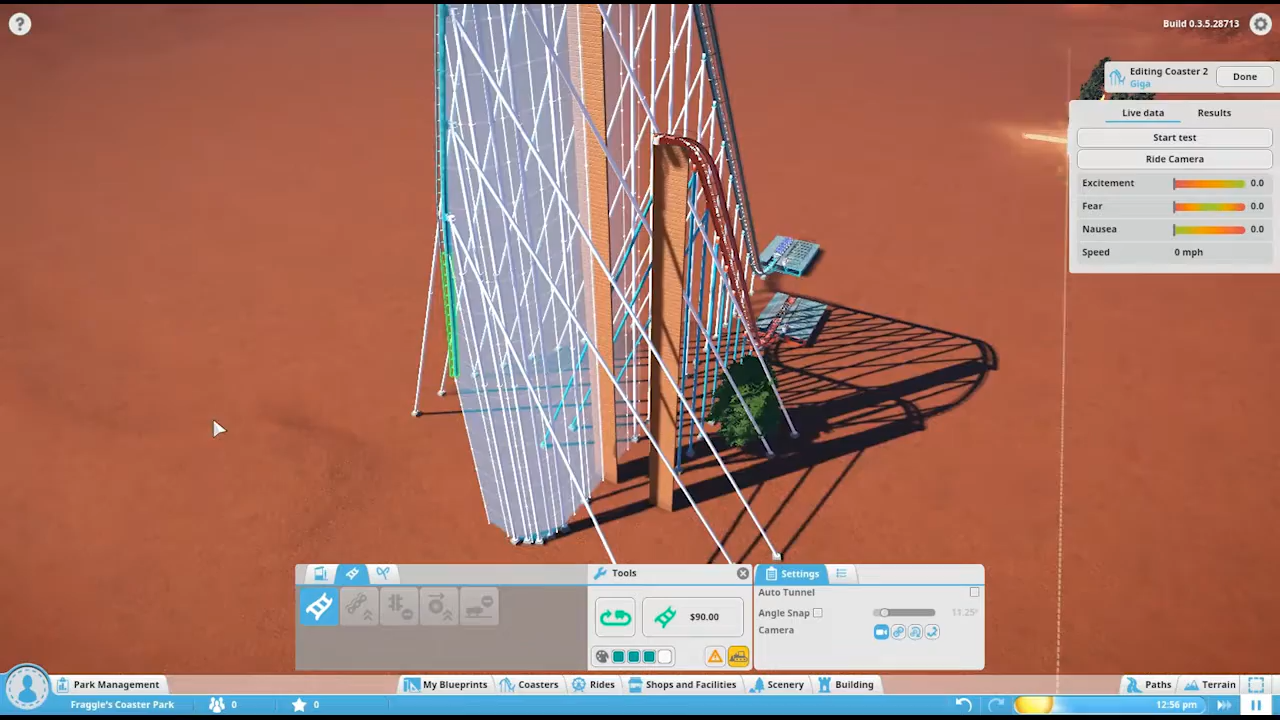 ?
Build 0.3.5.28713
Editing Coaster 2
Giga
Done
Live data
Results
Start test
Ride Camera
Excitement 0.0
Fear 0.0
Nausea 0.0
Speed 0 mph
Tools
$90.00
Settings
Auto Tunnel
Angle Snap 11.25°
Camera
Park Management
My Blueprints
Coasters
Rides
Shops and Facilities
Scenery
Building
Paths
Terrain
Fraggle's Coaster Park
0
0
12:56 pm